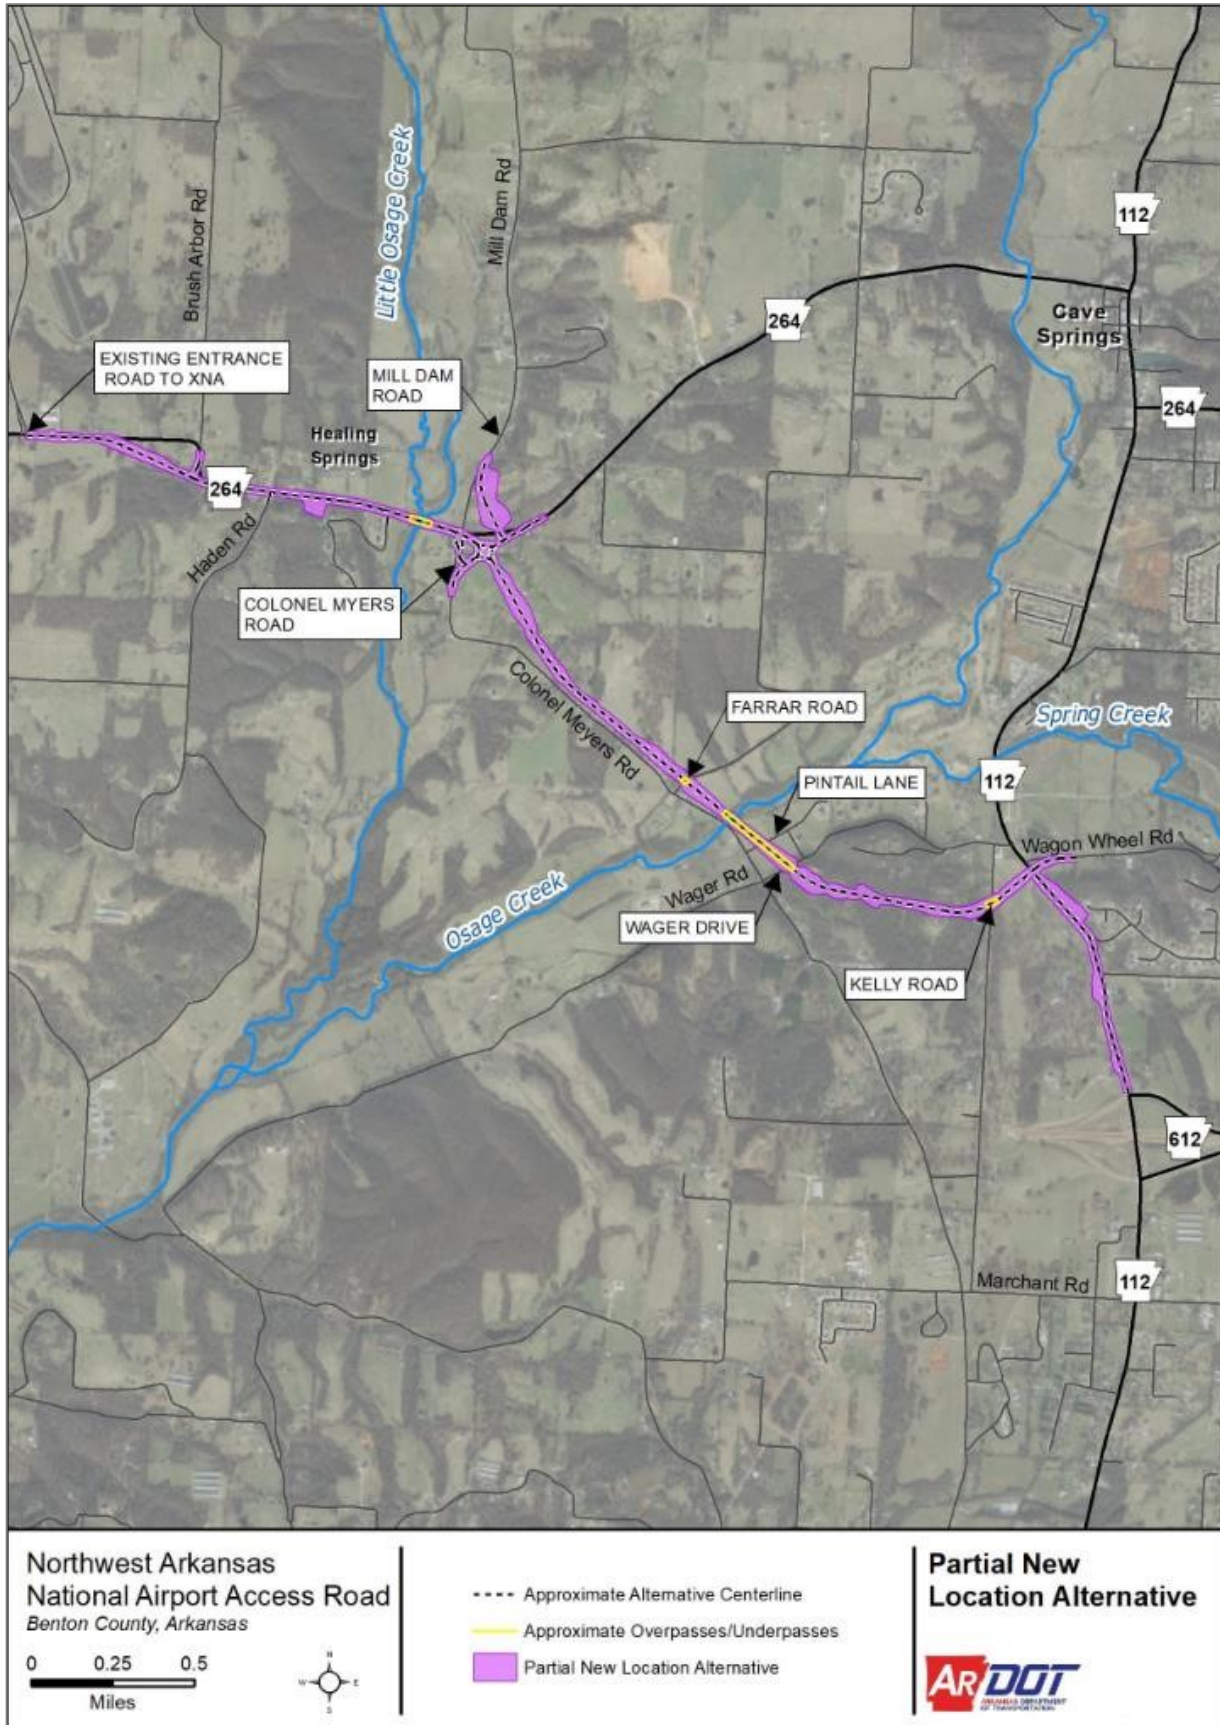 Little Osage Creek
Mill Dam Rd
Brush Arbor Rd
112
264
Cave
Springs
EXISTING ENTRANCE
ROAD TO XNA
MILL DAM
ROAD
264
Healing
Springs
264
Haden Rd
COLONEL MYERS
ROAD
Colonel Meyers Rd
FARRAR ROAD
Spring Creek
PINTAIL LANE
112
Wagon Wheel Rd
Wager Rd
Osage Creek
WAGER DRIVE
KELLY ROAD
612
Marchant Rd
112
Northwest Arkansas
National Airport Access Road
Benton County, Arkansas
0 0.25 0.5
Miles
N
W E
S
Approximate Alternative Centerline
Approximate Overpasses/Underpasses
Partial New Location Alternative
Partial New
Location Alternative
ARDOT
ARKANSAS DEPARTMENT
OF TRANSPORTATION